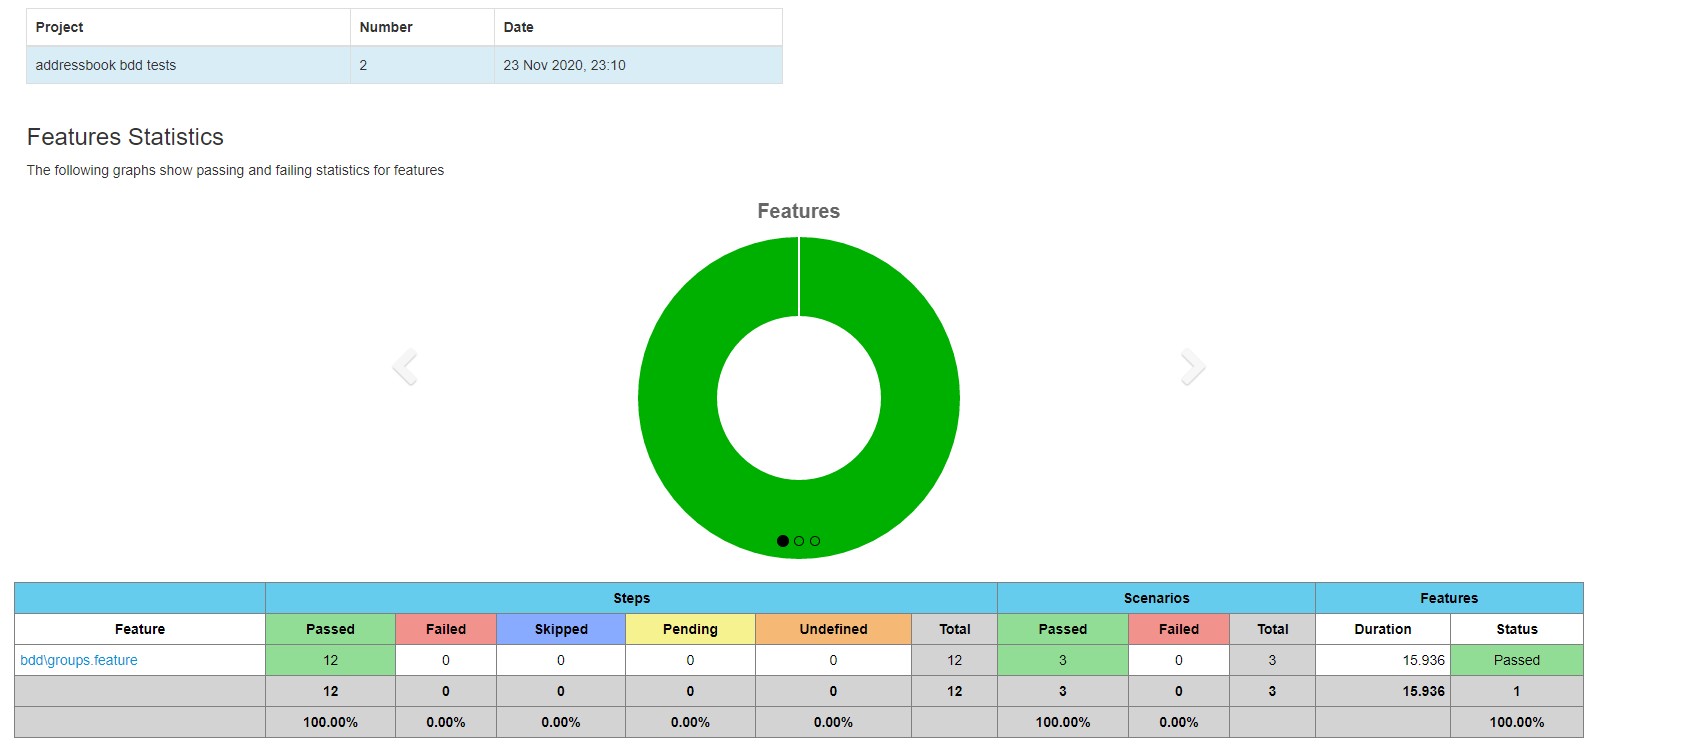 Project Number Date
addressbook bdd tests 2 23 Nov 2020, 23:10
Features Statistics
The following graphs show passing and failing statistics for features
Features
Steps Scenarios Features
Feature Passed Failed Skipped Pending Undefined Total Passed Failed Total Duration Status
bdd\groups.feature 12 0 0 0 0 12 3 0 3 15.936 Passed
12 0 0 0 0 12 3 0 3 15.936 1
100.00% 0.00% 0.00% 0.00% 0.00% 100.00% 0.00% 100.00%